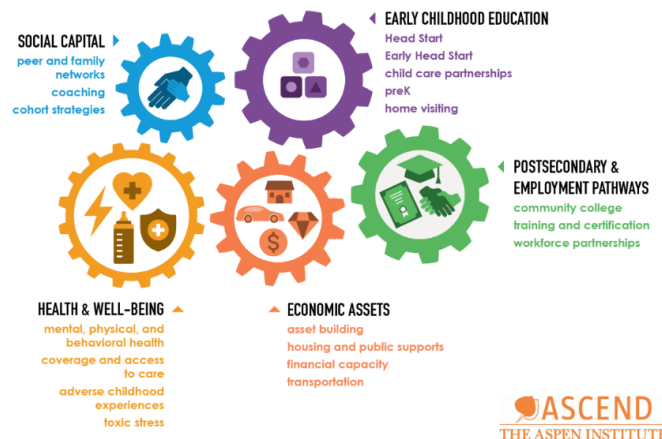 SOCIAL CAPITAL
peer and family
networks
coaching
cohort strategies
EARLY CHILDHOOD EDUCATION
Head Start
Early Head Start
child care partnerships
preK
home visiting
POSTSECONDARY &
EMPLOYMENT PATHWAYS
community college
training and certification
workforce partnerships
HEALTH & WELL-BEING
mental, physical, and
behavioral health
coverage and access
to care
adverse childhood
experiences
toxic stress
ECONOMIC ASSETS
asset building
housing and public supports
financial capacity
transportation
$
ASCEND
THE ASPEN INSTITUTE